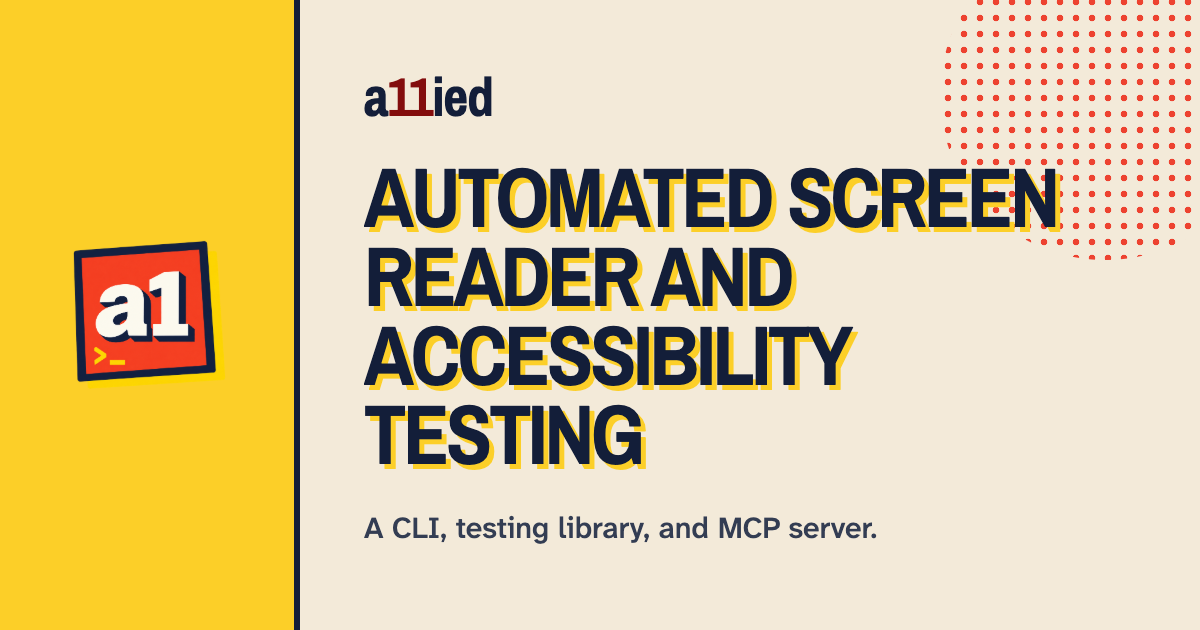 a11ied
AUTOMATED SCREEN
READER AND
ACCESSIBILITY
TESTING
A CLI, testing library, and MCP server.
a1
>_